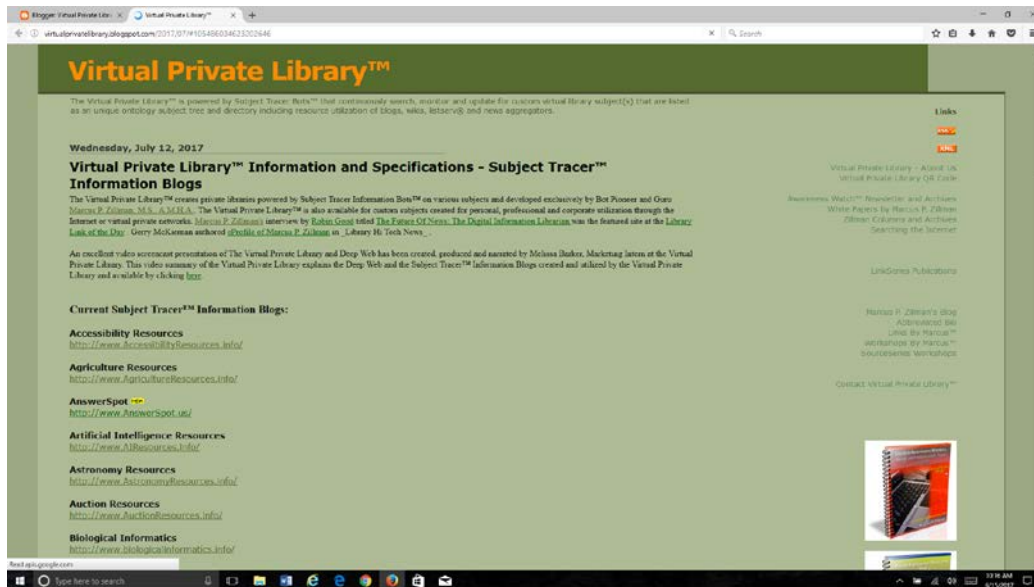 Blogger: Virtual Private Libr
Virtual Private Library™
virtualprivatelibrary.blogspot.com/2017/07/#105486034623202646
Search
Virtual Private Library™
The Virtual Private Library™ is powered by Subject Tracer Bots™ that continuously search, monitor and update for custom virtual library subject(s) that are listed
as an unique ontology subject tree and directory including resource utilization of blogs, wikis, listserv® and news aggregators.
Wednesday, July 12, 2017
Virtual Private Library™ Information and Specifications - Subject Tracer™
Information Blogs
The Virtual Private Library™ creates private libraries powered by Subject Tracer Information Bots™ on various subjects and developed exclusively by Bot Pioneer and Guru
Marcus P. Zillman, M.S., A.M.H.A.. The Virtual Private Library™ is also available for custom subjects created for personal, professional and corporate utilization through the
Internet or virtual private networks. Marcus P. Zillman's interview by Robin Good titled The Future Of News: The Digital Information Librarian was the featured site at the Library
Link of the Day. Gerry McKiernan authored eProfile of Marcus P. Zillman in _Library Hi Tech News_.
An excellent video screencast presentation of The Virtual Private Library and Deep Web has been created, produced and narrated by Melissa Barker, Marketing Intern at the Virtual
Private Library. This video summary of the Virtual Private Library explains the Deep Web and the Subject Tracer™ Information Blogs created and utilized by the Virtual Private
Library and available by clicking here.
Current Subject Tracer™ Information Blogs:
Accessibility Resources
http://www.AccessibilityResources.info/
Agriculture Resources
http://www.AgricultureResources.info/
AnswerSpot
http://www.AnswerSpot.us/
Artificial Intelligence Resources
http://www.AIResources.info/
Astronomy Resources
http://www.AstronomyResources.info/
Auction Resources
http://www.AuctionResources.info/
Biological Informatics
http://www.biologicalinformatics.info/
Links
XML
Virtual Private Library - About Us
Virtual Private Library QR Code
Awareness Watch™ Newsletter and Archives
White Papers by Marcus P. Zillman
Zillman Columns and Archives
Searching the Internet
LinkSeries Publications
Marcus P. Zillman's Blog
Abbreviated Bio
Links By Marcus™
Workshops By Marcus™
SourceSeries Workshops
Contact Virtual Private Library™
Read apis.google.com
Type here to search
10:16 AM